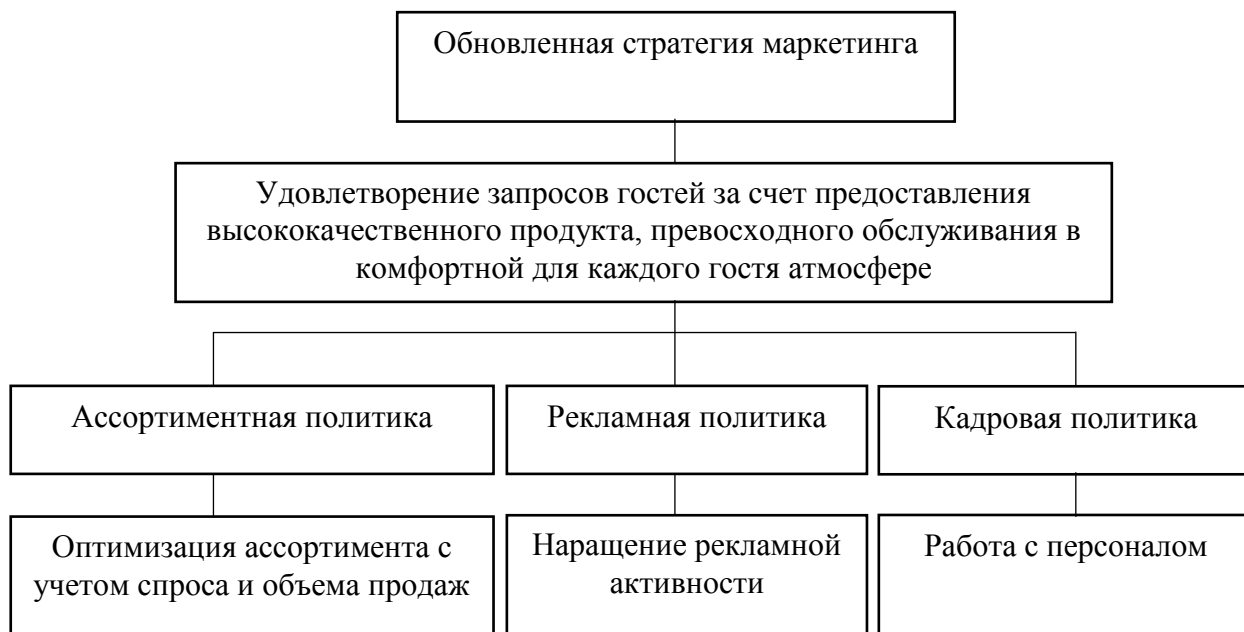 Обновленная стратегия маркетинга
Удовлетворение запросов гостей за счет предоставления
высококачественного продукта, превосходного обслуживания в
комфортной для каждого гостя атмосфере
Ассортиментная политика
Рекламная политика
Кадровая политика
Оптимизация ассортимента с
учетом спроса и объема продаж
Наращение рекламной
активности
Работа с персоналом